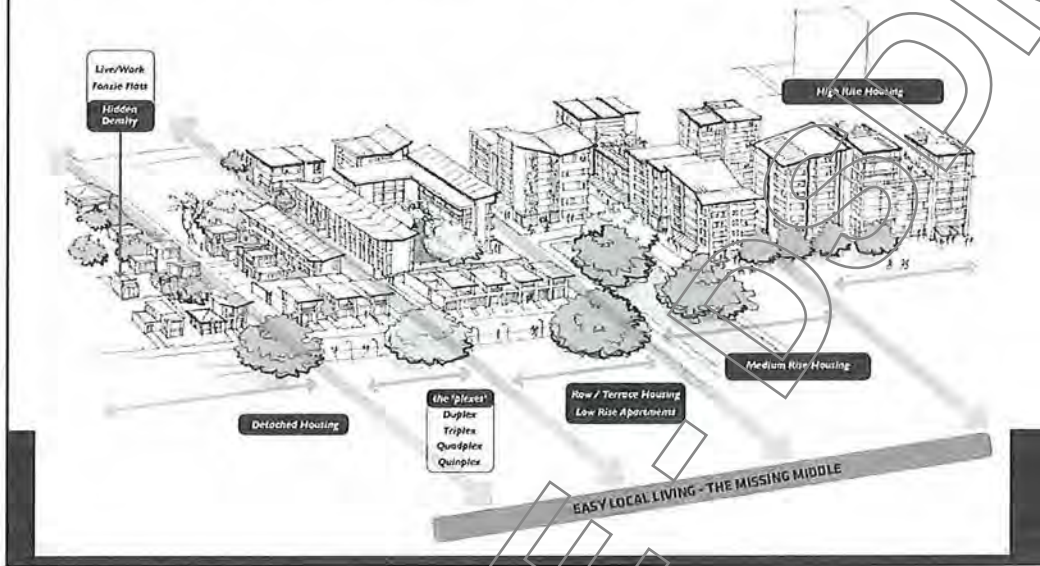 Live/Work
Fonzie Flats
Hidden
Density
High Rise Housing
Medium Rise Housing
Row / Terrace Housing
Low Rise Apartments
the 'plexes'
Duplex
Triplex
Quadplex
Quinplex
Detached Housing
EASY LOCAL LIVING - THE MISSING MIDDLE